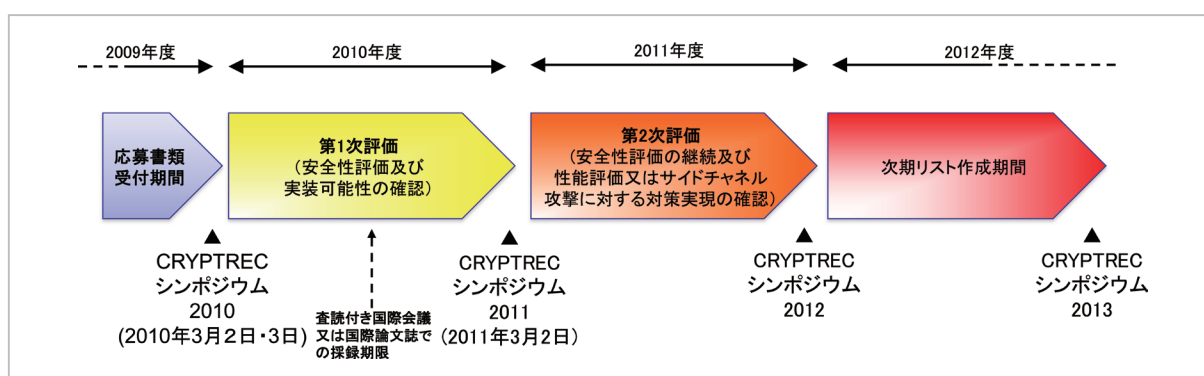 2009年度
2010年度
2011年度
2012年度
応募書類
受付期間
第1次評価
(安全性評価及び
実装可能性の確認)
第2次評価
(安全性評価の継続及び
性能評価又はサイドチャネル
攻撃に対する対策実現の確認)
次期リスト作成期間
CRYPTREC
シンポジウム
2010
(2010年3月2日・3日)
査読付き国際会議
又は国際論文誌で
の採録期限
CRYPTREC
シンポジウム
2011
(2011年3月2日)
CRYPTREC
シンポジウム
2012
CRYPTREC
シンポジウム
2013